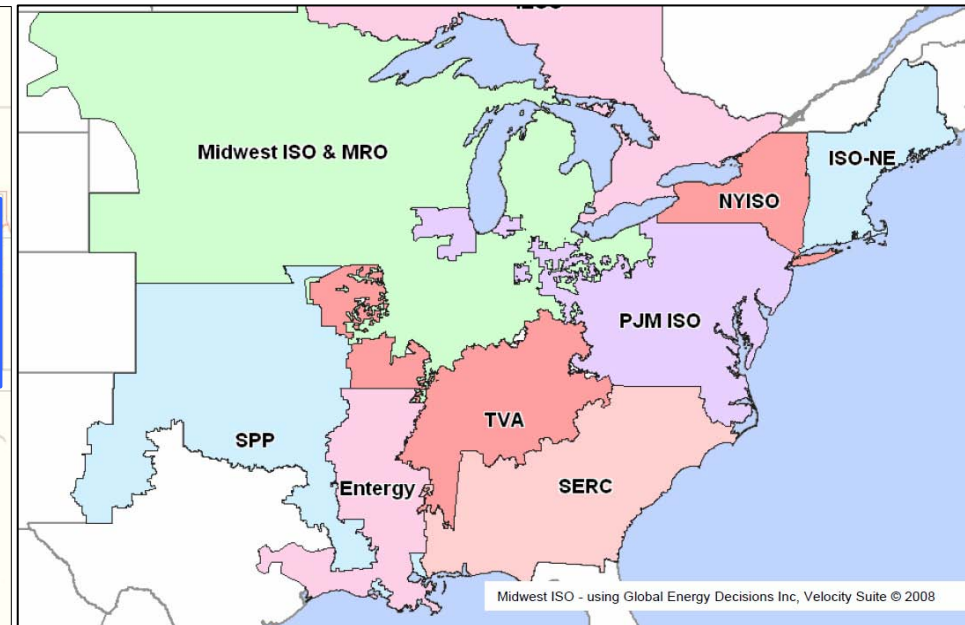 Midwest ISO & MRO
ISO-NE
NYISO
PJM ISO
TVA
SPP
Entergy
SERC
Midwest ISO - using Global Energy Decisions Inc, Velocity Suite © 2008